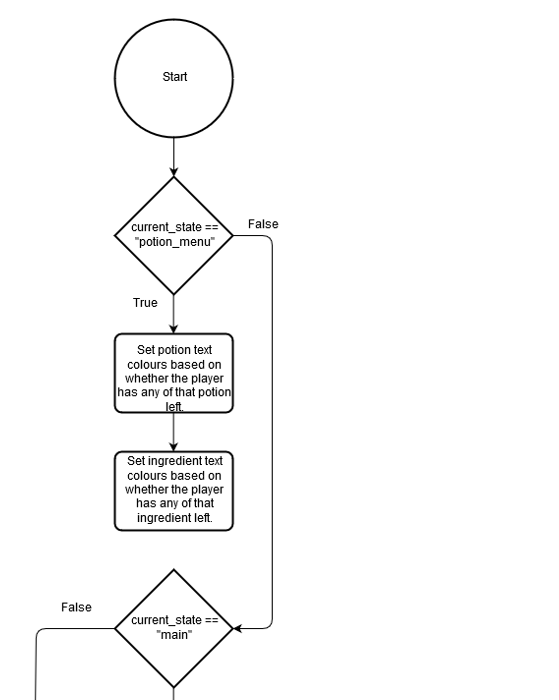 Start
current_state ==
"potion_menu"
False
True
Set potion text
colours based on
whether the player
has any of that potion
left.
Set ingredient text
colours based on
whether the player
has any of that
ingredient left.
False
current_state ==
"main"